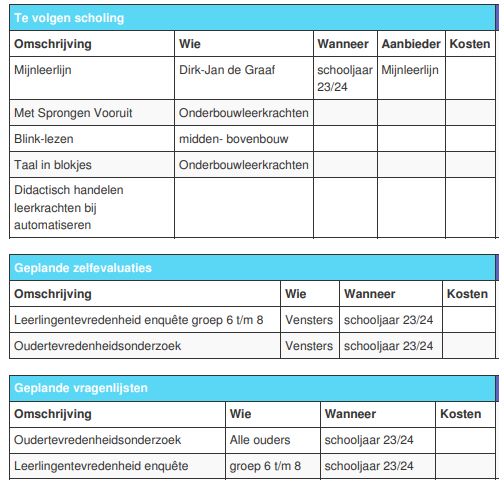 Te volgen scholing
Omschrijving Wie Wanneer Aanbieder Kosten
Mijnleerlijn Dirk-Jan de Graaf schooljaar 23/24 Mijnleerlijn
Met Sprongen Vooruit Onderbouwleerkrachten
Blink-lezen midden- bovenbouw
Taal in blokjes Onderbouwleerkrachten
Didactisch handelen
leerkrachten bij
automatiseren
Geplande zelfevaluaties
Omschrijving Wie Wanneer Kosten
Leerlingentevredenheid enquête groep 6 t/m 8 Vensters schooljaar 23/24
Oudertevredenheidsonderzoek Vensters schooljaar 23/24
Geplande vragenlijsten
Omschrijving Wie Wanneer Kosten
Oudertevredenheidsonderzoek Alle ouders schooljaar 23/24
Leerlingtevredenheid enquête groep 6 t/m 8 schooljaar 23/24